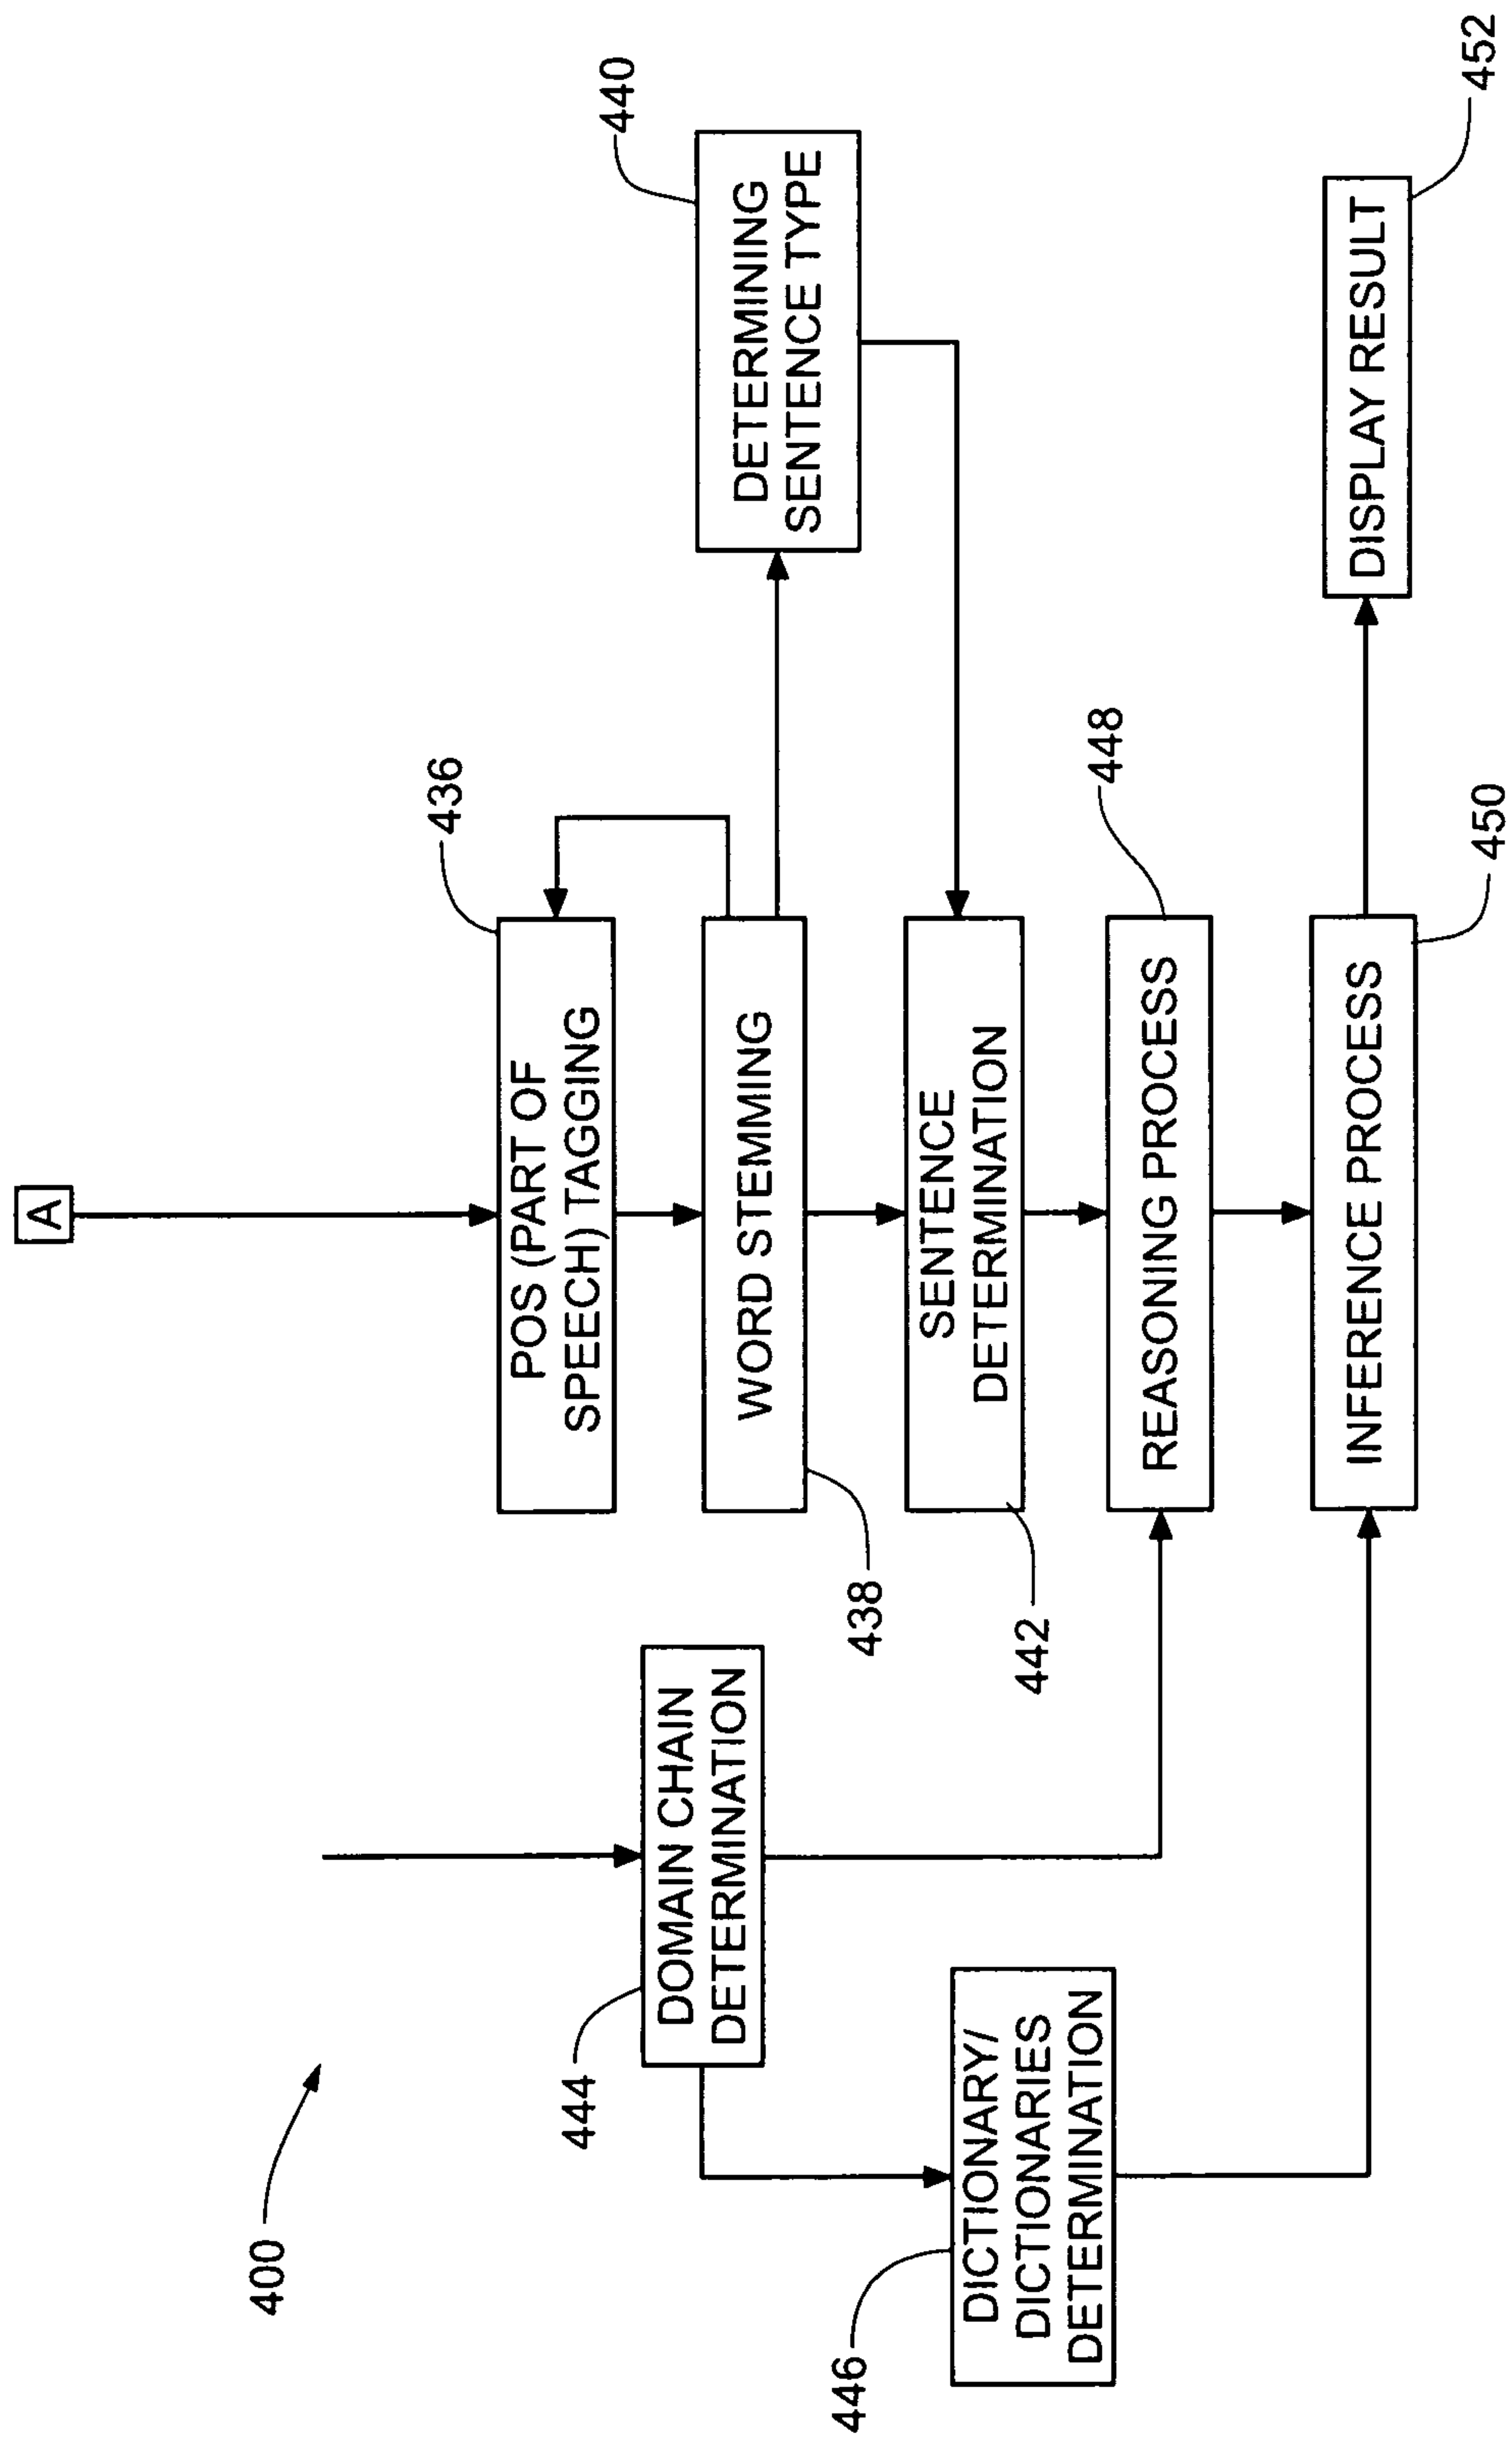 400
A
POS (PART OF
SPEECH) TAGGING
436
WORD STEMMING
438
DETERMINING
SENTENCE TYPE
440
SENTENCE
DETERMINATION
442
DOMAIN CHAIN
DETERMINATION
444
DICTIONARY/
DICTIONARIES
DETERMINATION
446
REASONING PROCESS
448
INFERENCE PROCESS
450
DISPLAY RESULT
452